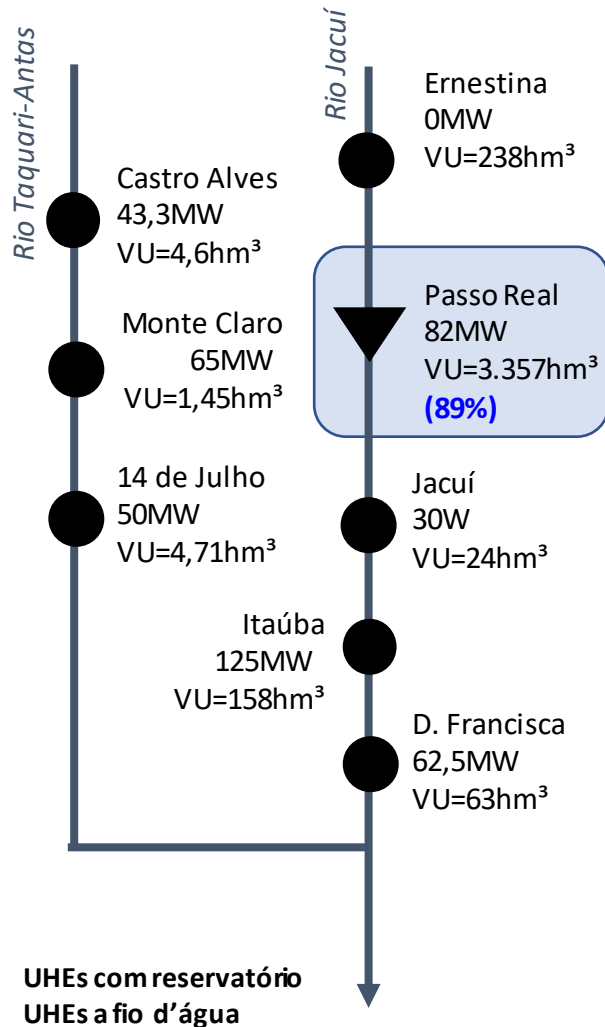 Rio Taquari-Antas
Castro Alves
43,3MW
VU=4,6hm³
Monte Claro
65MW
VU=1,45hm³
14 de Julho
50MW
VU=4,71hm³
Rio Jacuí
Ernestina
0MW
VU=238hm³
Passo Real
82MW
VU=3.357hm³
(89%)
Jacuí
30W
VU=24hm³
Itaúba
125MW
VU=158hm³
D. Francisca
62,5MW
VU=63hm³
UHEs com reservatório
UHEs a fio d’água